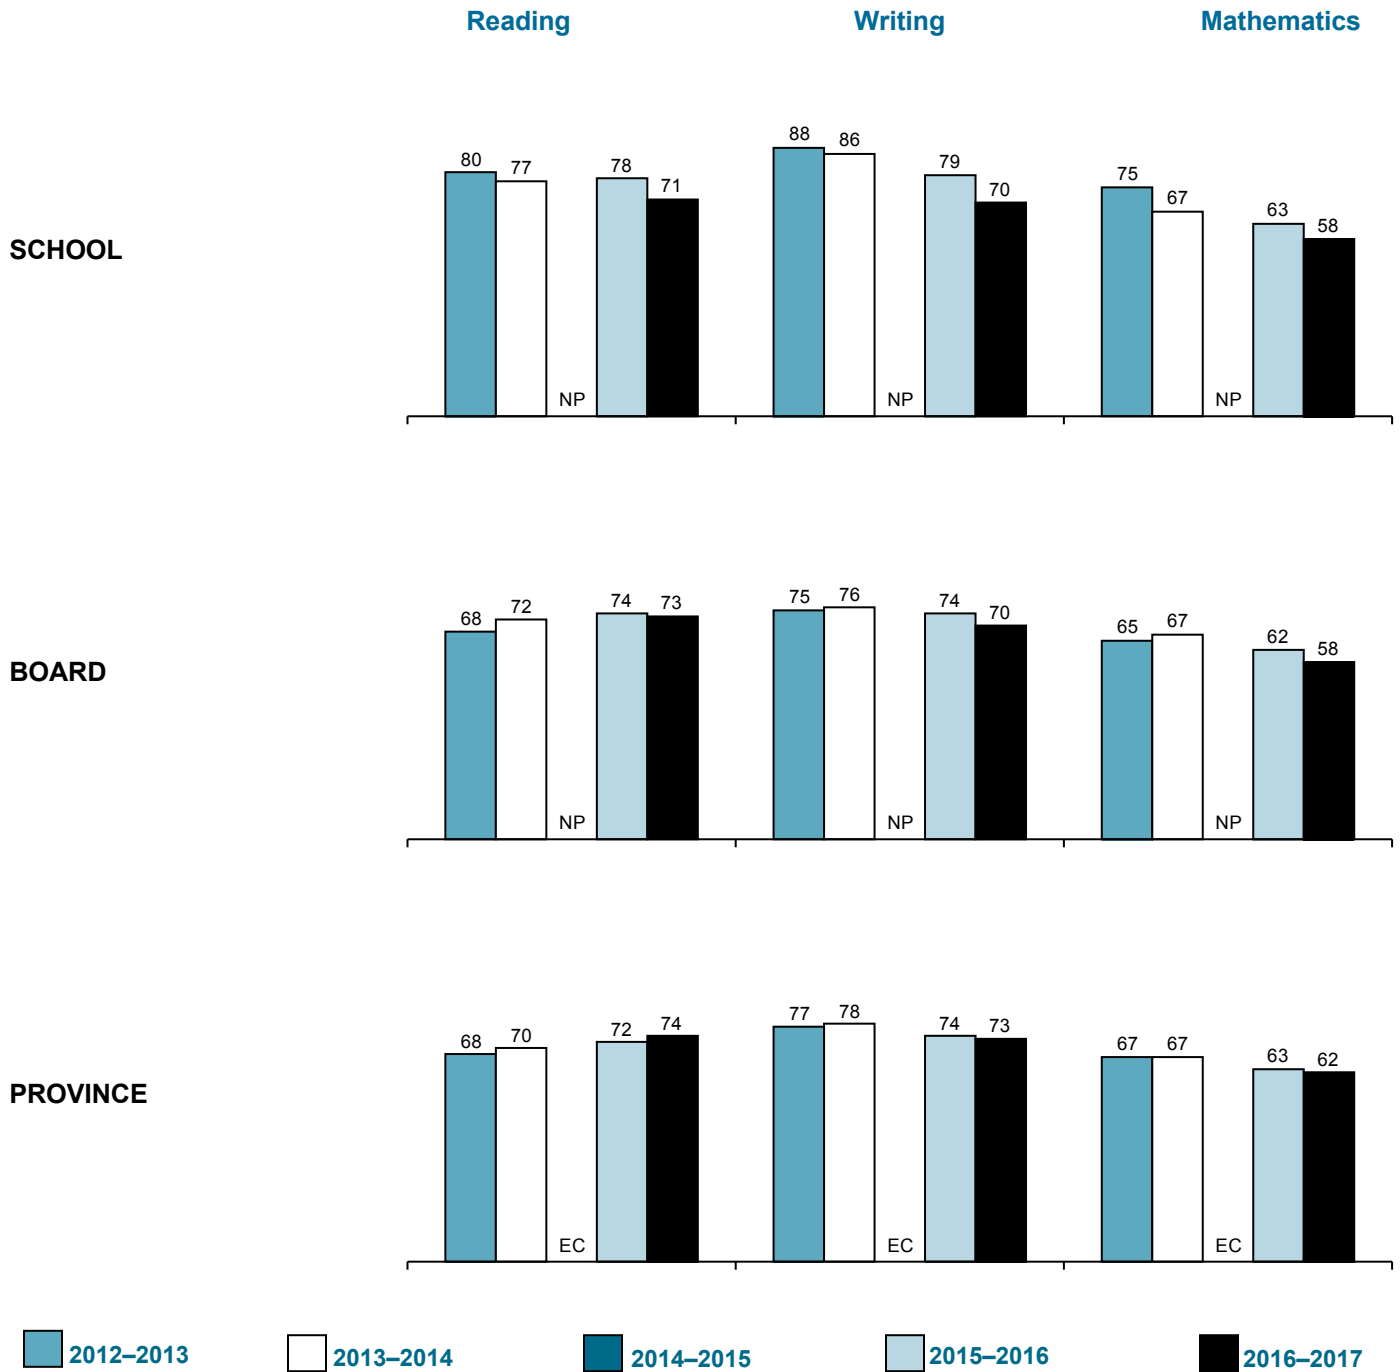 Reading Writing Mathematics
SCHOOL
80 77 NP 78 71 88 86 NP 79 70 75 67 NP 63 58
BOARD
68 72 NP 74 73 75 76 NP 74 70 65 67 NP 62 58
PROVINCE
68 70 EC 72 74 77 78 EC 74 73 67 67 EC 63 62
2012–2013 2013–2014 2014–2015 2015–2016 2016–2017